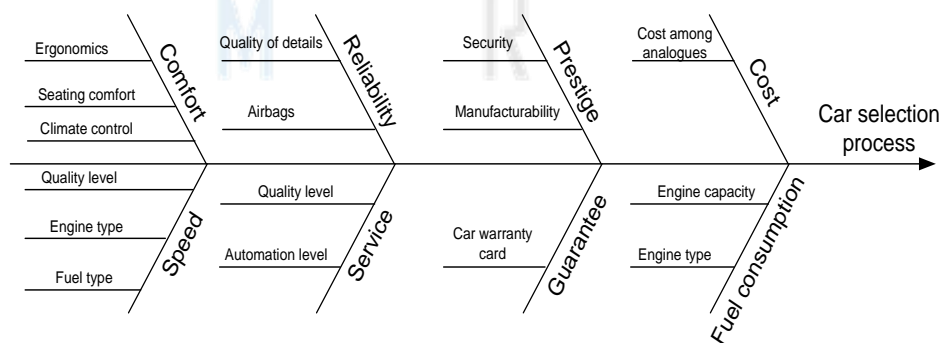 Ergonomics
Seating comfort
Climate control
Comfort
Quality of details
Airbags
Reliability
Security
Manufacturability
Prestige
Cost among
analogues
Cost
Car selection
process
Quality level
Engine type
Fuel type
Speed
Quality level
Automation level
Service
Car warranty
card
Guarantee
Engine capacity
Engine type
Fuel consumption